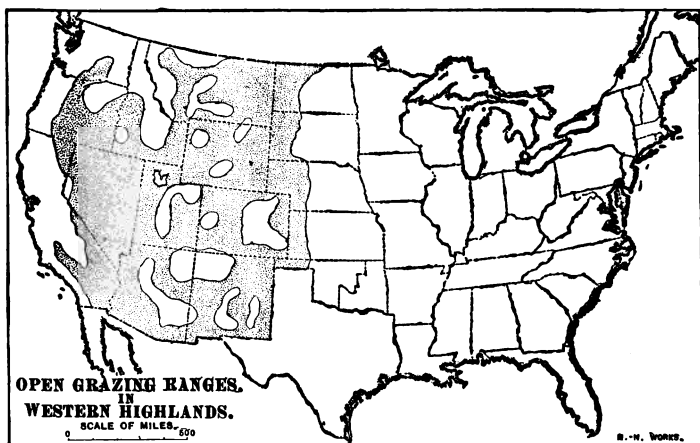 OPEN GRAZING RANGES.
IN
WESTERN HIGHLANDS.
SCALE OF MILES.
0 500
B.-N. WORKS.